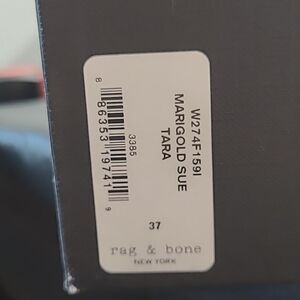 W274F159I
MARIGOLD SUE
TARA
3385
8 86353 19741 9
37
rag & bone
NEW YORK